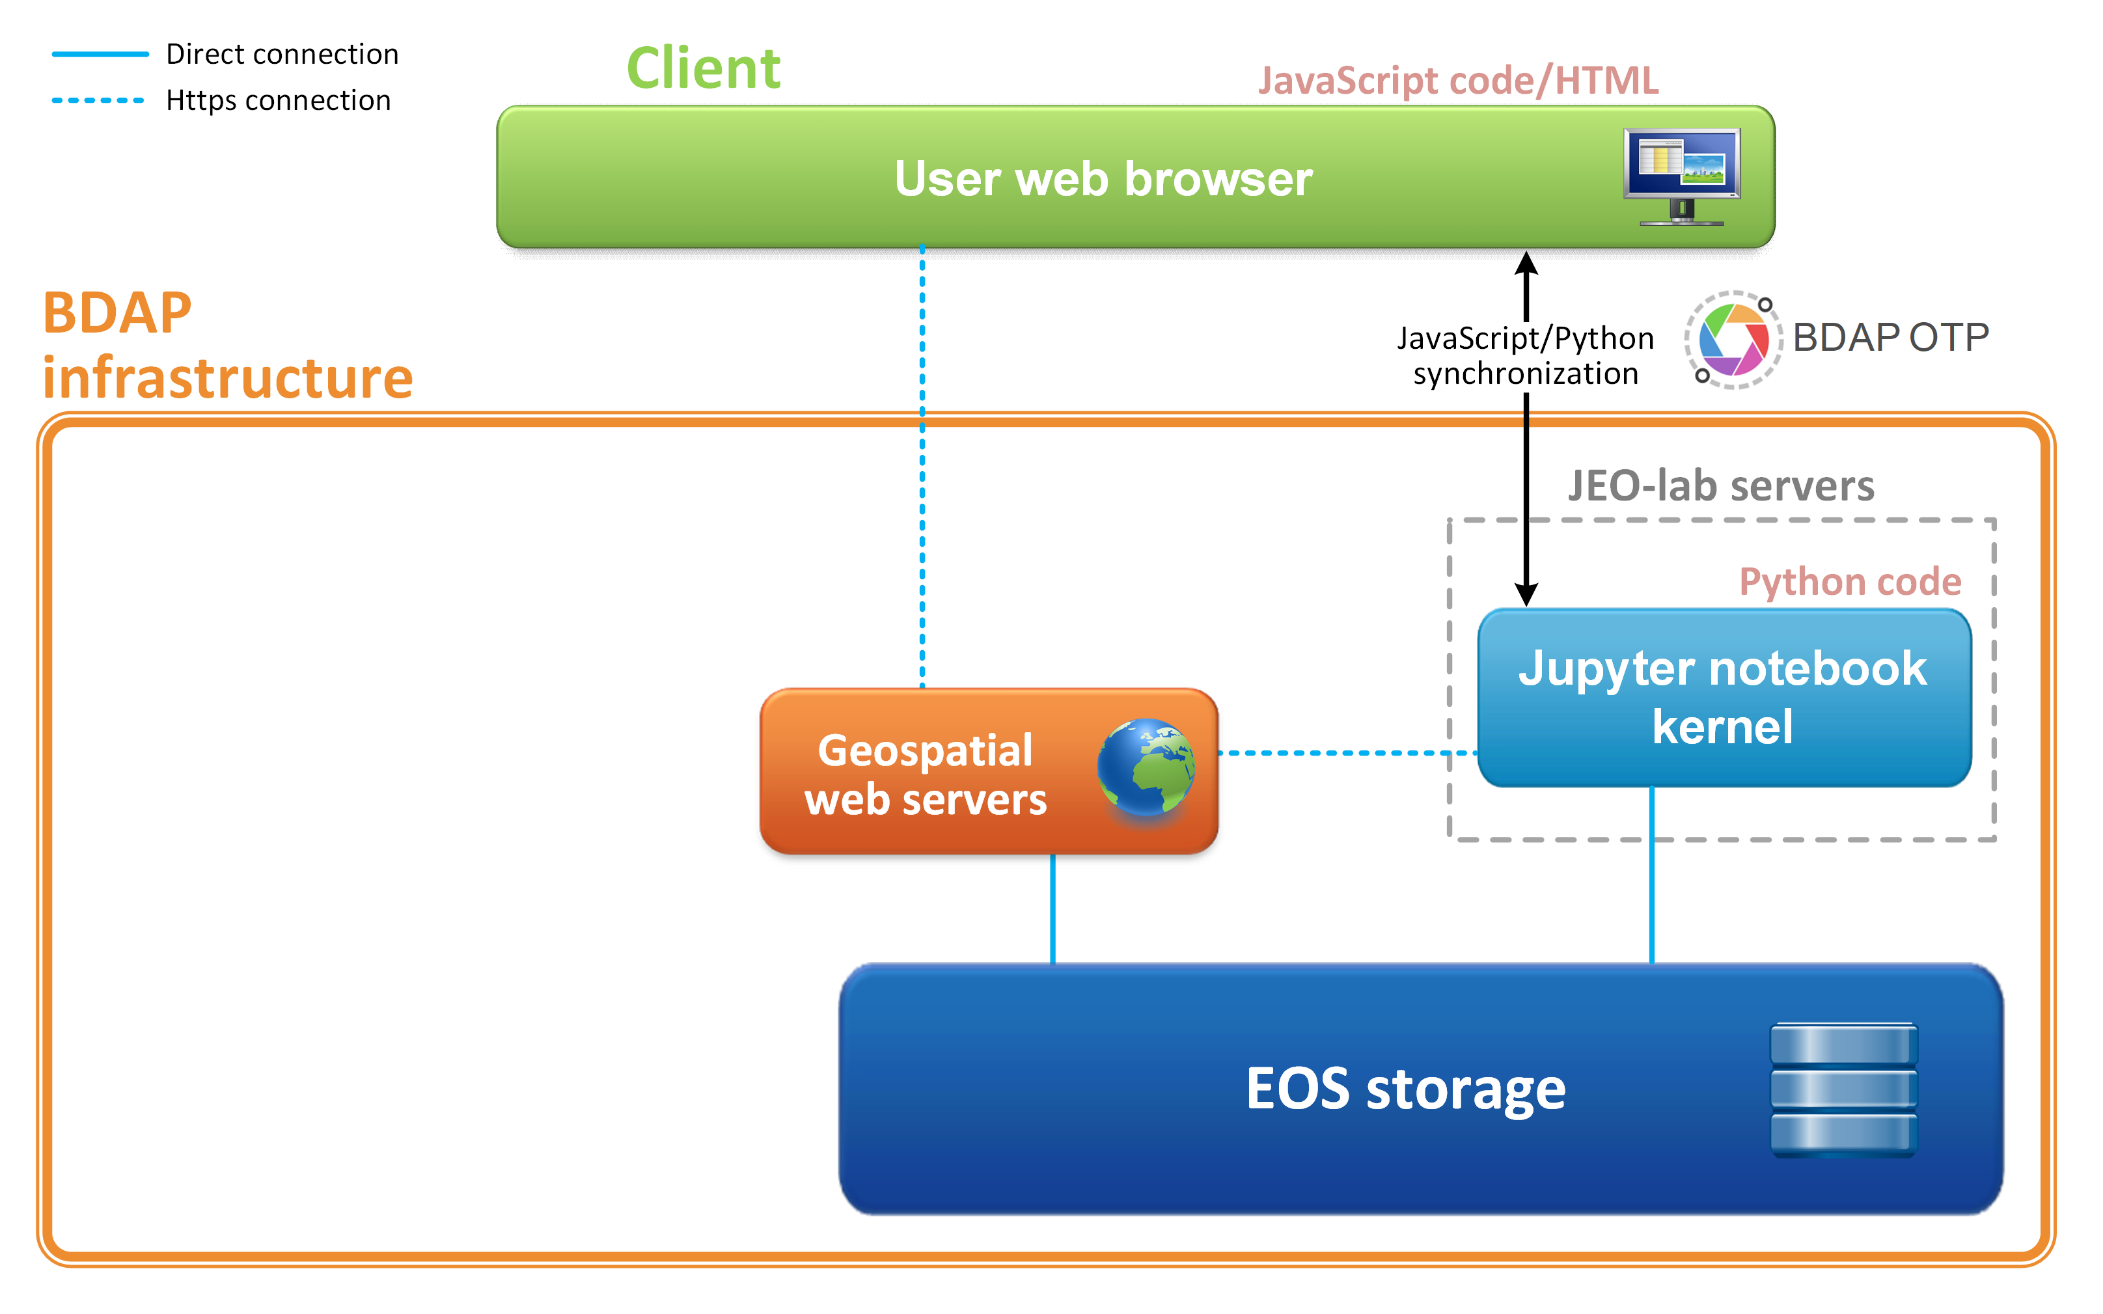 Direct connection
Https connection
Client
JavaScript code/HTML
User web browser
BDAP
infrastructure
JavaScript/Python
synchronization
BDAP OTP
JEO-lab servers
Python code
Jupyter notebook
kernel
Geospatial
web servers
EOS storage